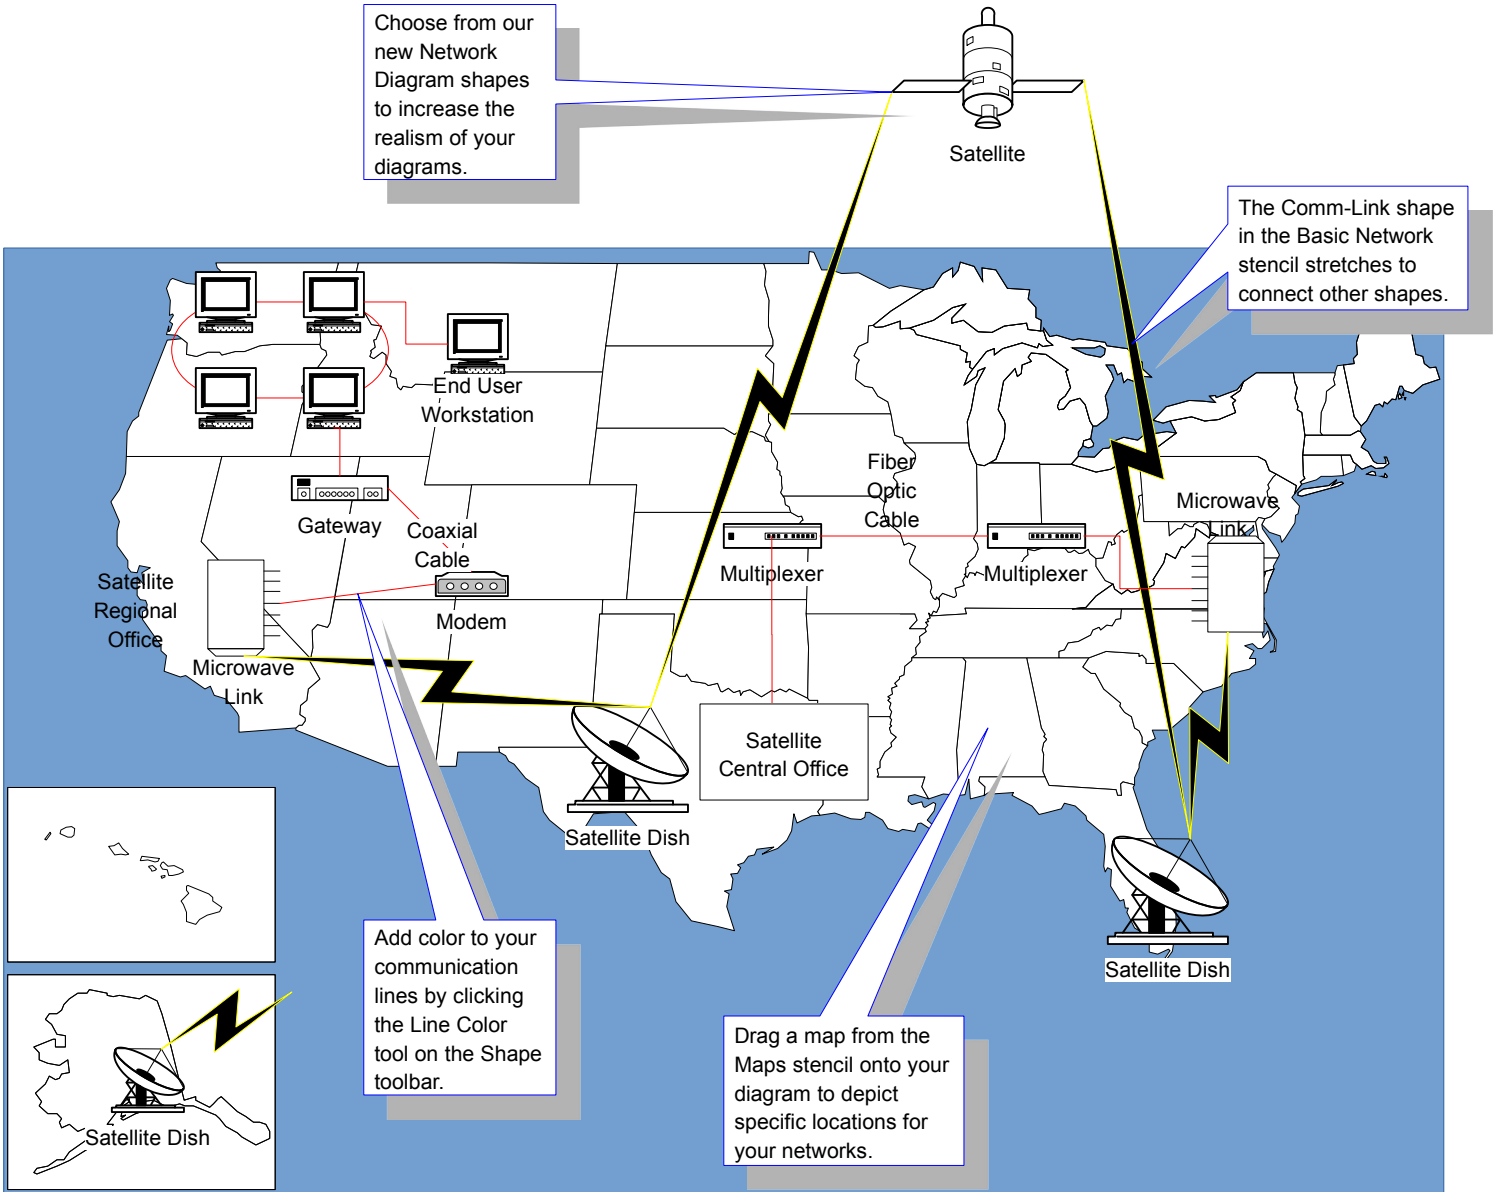 Choose from our
new Network
Diagram shapes
to increase the
realism of your
diagrams.
Satellite
The Comm-Link shape
in the Basic Network
stencil stretches to
connect other shapes.
End User
Workstation
Gateway
Coaxial
Cable
Fiber
Optic
Cable
Microwave
Link
Multiplexer
Multiplexer
Satellite
Regional
Office
Modem
Microwave
Link
Satellite
Central Office
Satellite Dish
Satellite Dish
Add color to your
communication
lines by clicking
the Line Color
tool on the Shape
toolbar.
Drag a map from the
Maps stencil onto your
diagram to depict
specific locations for
your networks.
Satellite Dish